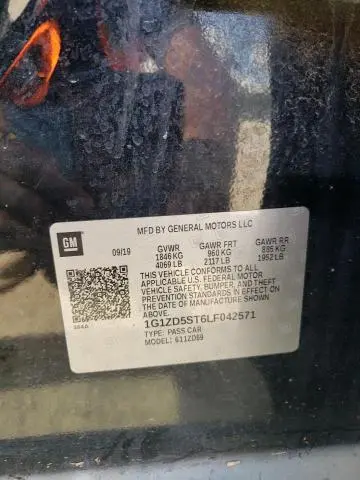 GM
MFD BY GENERAL MOTORS LLC
09/19 GVWR GAWR FRT GAWR RR
1846 KG 960 KG 885 KG
4069 LB 2117 LB 1952 LB
THIS VEHICLE CONFORMS TO ALL
APPLICABLE U.S. FEDERAL MOTOR
VEHICLE SAFETY, BUMPER, AND THEFT
PREVENTION STANDARDS IN EFFECT ON
THE DATE OF MANUFACTURE SHOWN
ABOVE.
1G1ZD5ST6LF042571
TYPE: PASS CAR
MODEL: 611ZD69